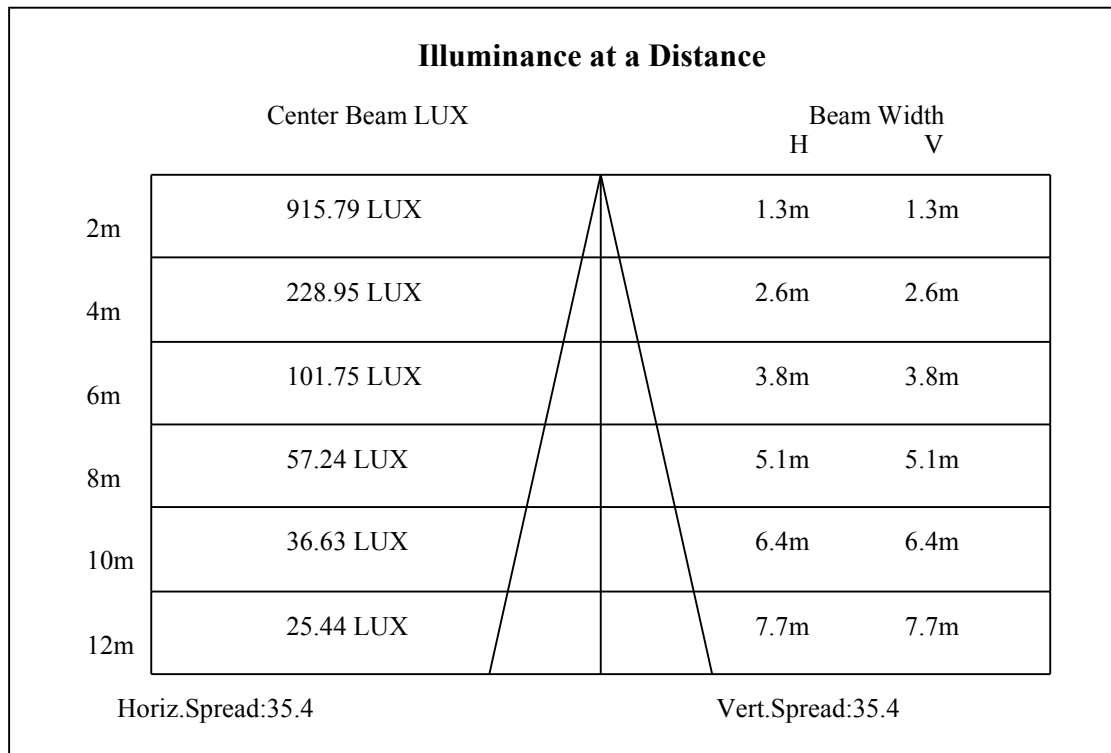 Illuminance at a Distance
Center Beam LUX Beam Width
H V
2m 915.79 LUX 1.3m 1.3m
4m 228.95 LUX 2.6m 2.6m
6m 101.75 LUX 3.8m 3.8m
8m 57.24 LUX 5.1m 5.1m
10m 36.63 LUX 6.4m 6.4m
12m 25.44 LUX 7.7m 7.7m
Horiz.Spread:35.4 Vert.Spread:35.4